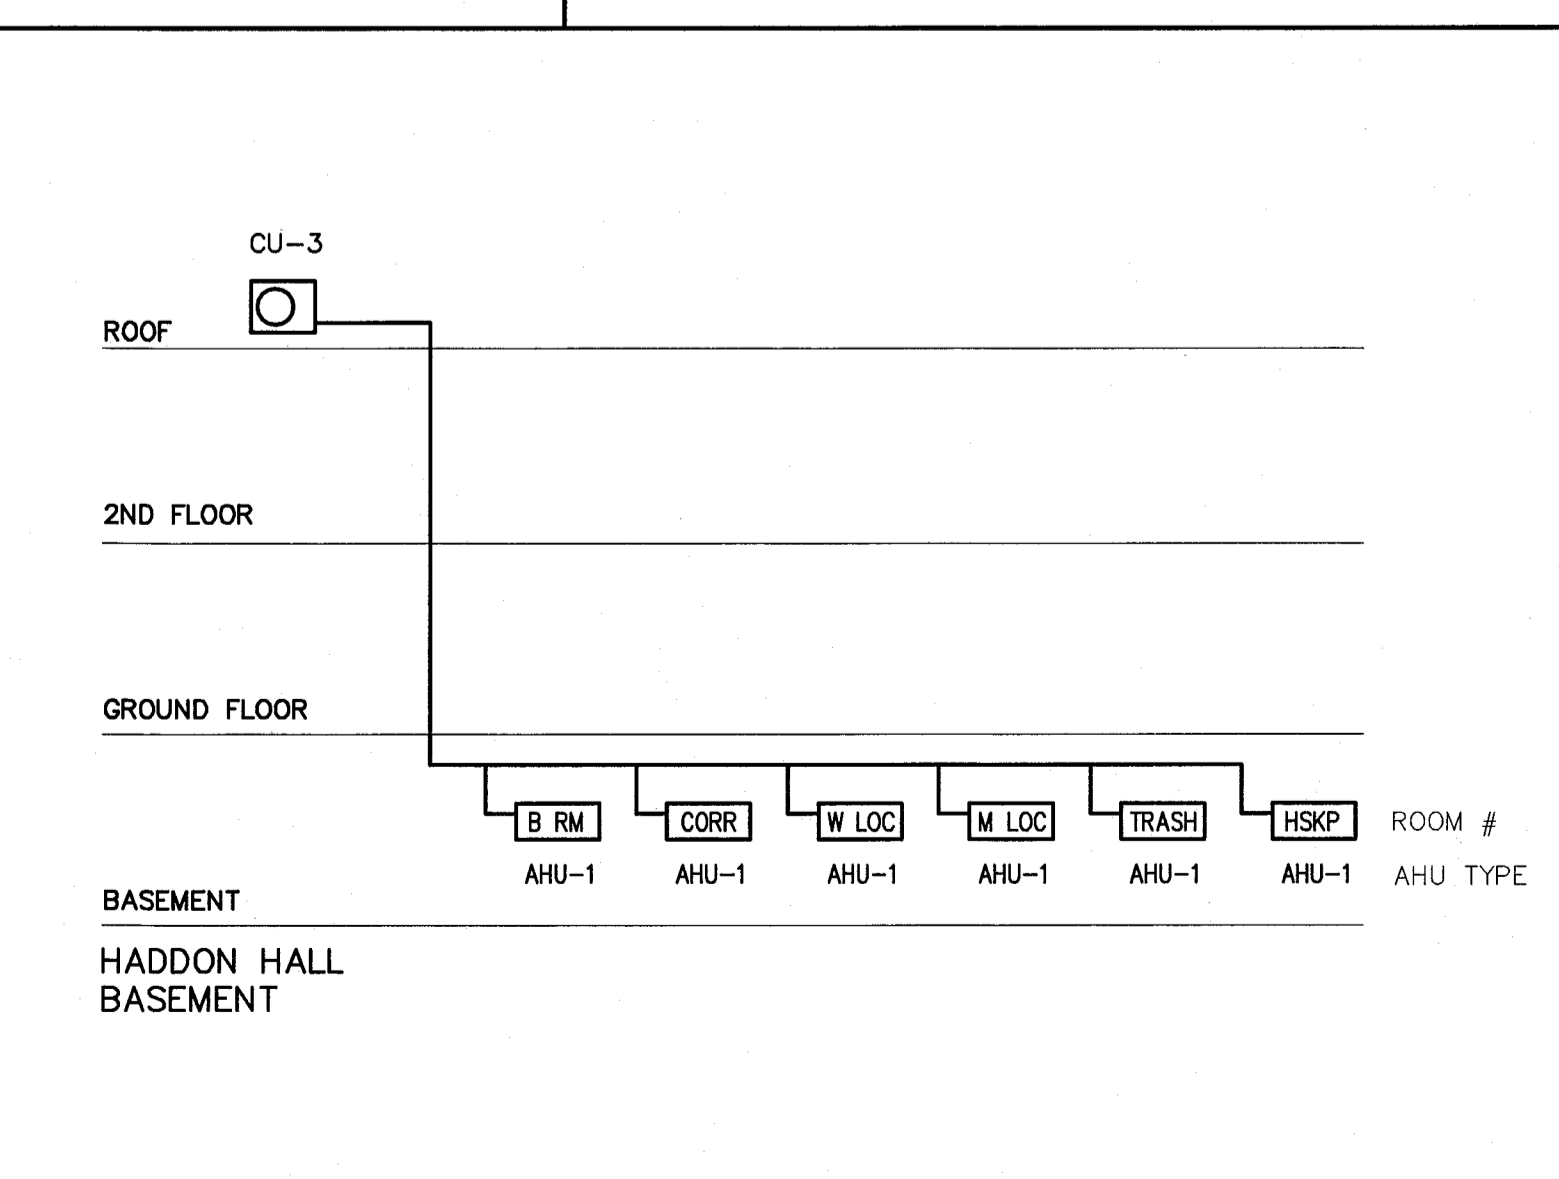 CU-3
ROOF
2ND FLOOR
GROUND FLOOR
B RM CORR W LOC M LOC TRASH HSKP ROOM #
AHU-1 AHU-1 AHU-1 AHU-1 AHU-1 AHU-1 AHU TYPE
BASEMENT
HADDON HALL
BASEMENT